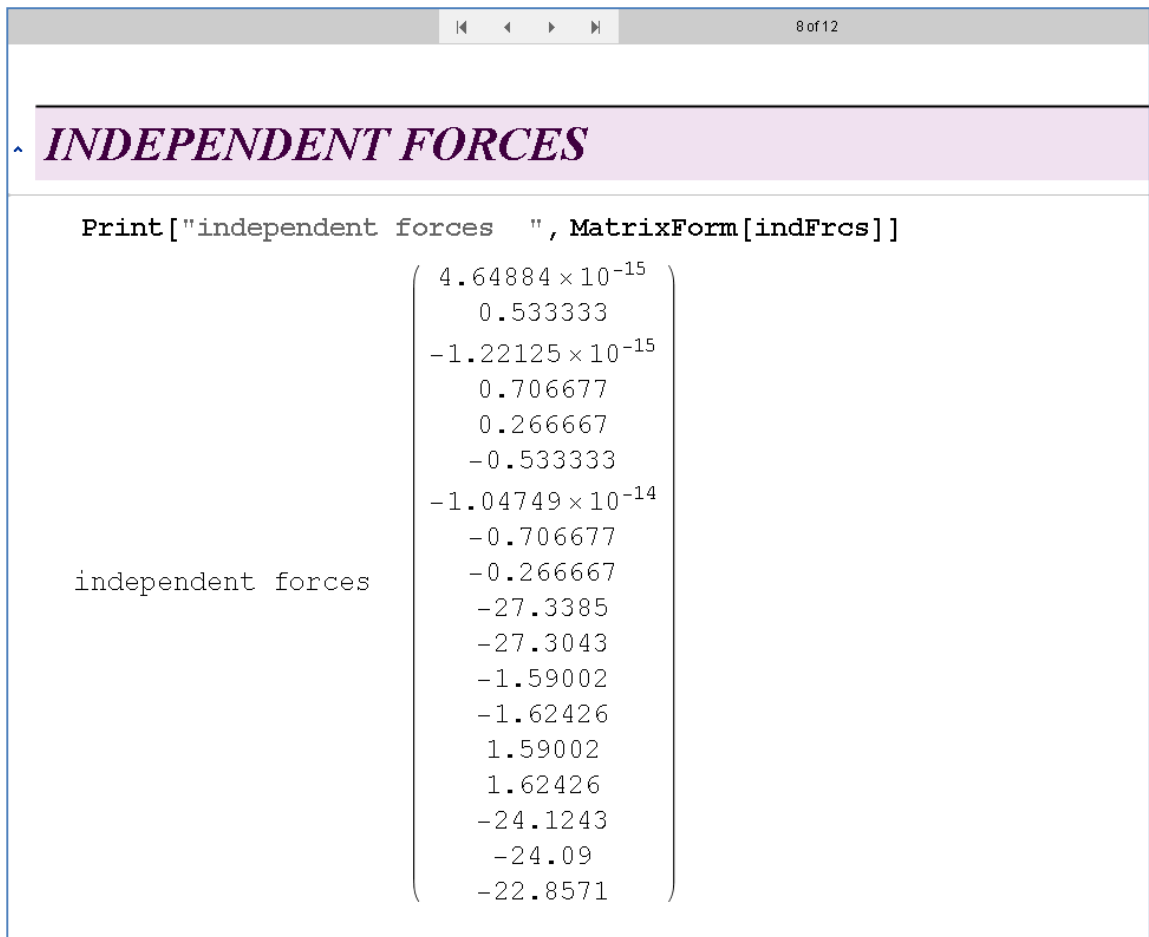 8 of 12
INDEPENDENT FORCES
Print["independent forces  ", MatrixForm[indFrcs]]
4.64884 × 10^-15
0.533333
-1.22125 × 10^-15
0.706677
0.266667
-0.533333
-1.04749 × 10^-14
-0.706677
independent forces -0.266667
-27.3385
-27.3043
-1.59002
-1.62426
1.59002
1.62426
-24.1243
-24.09
-22.8571